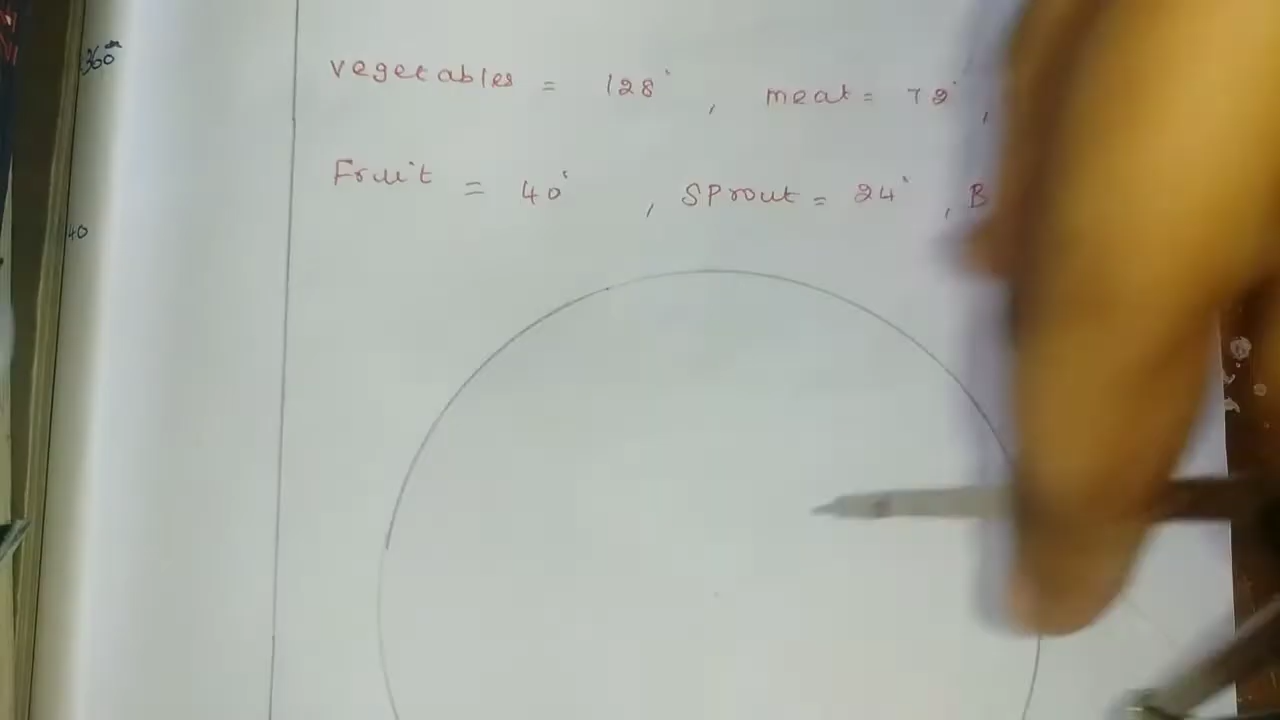 360
vegetables = 128° , meat = 72° ,
40
Fruit = 40° , Sprout = 24° , B